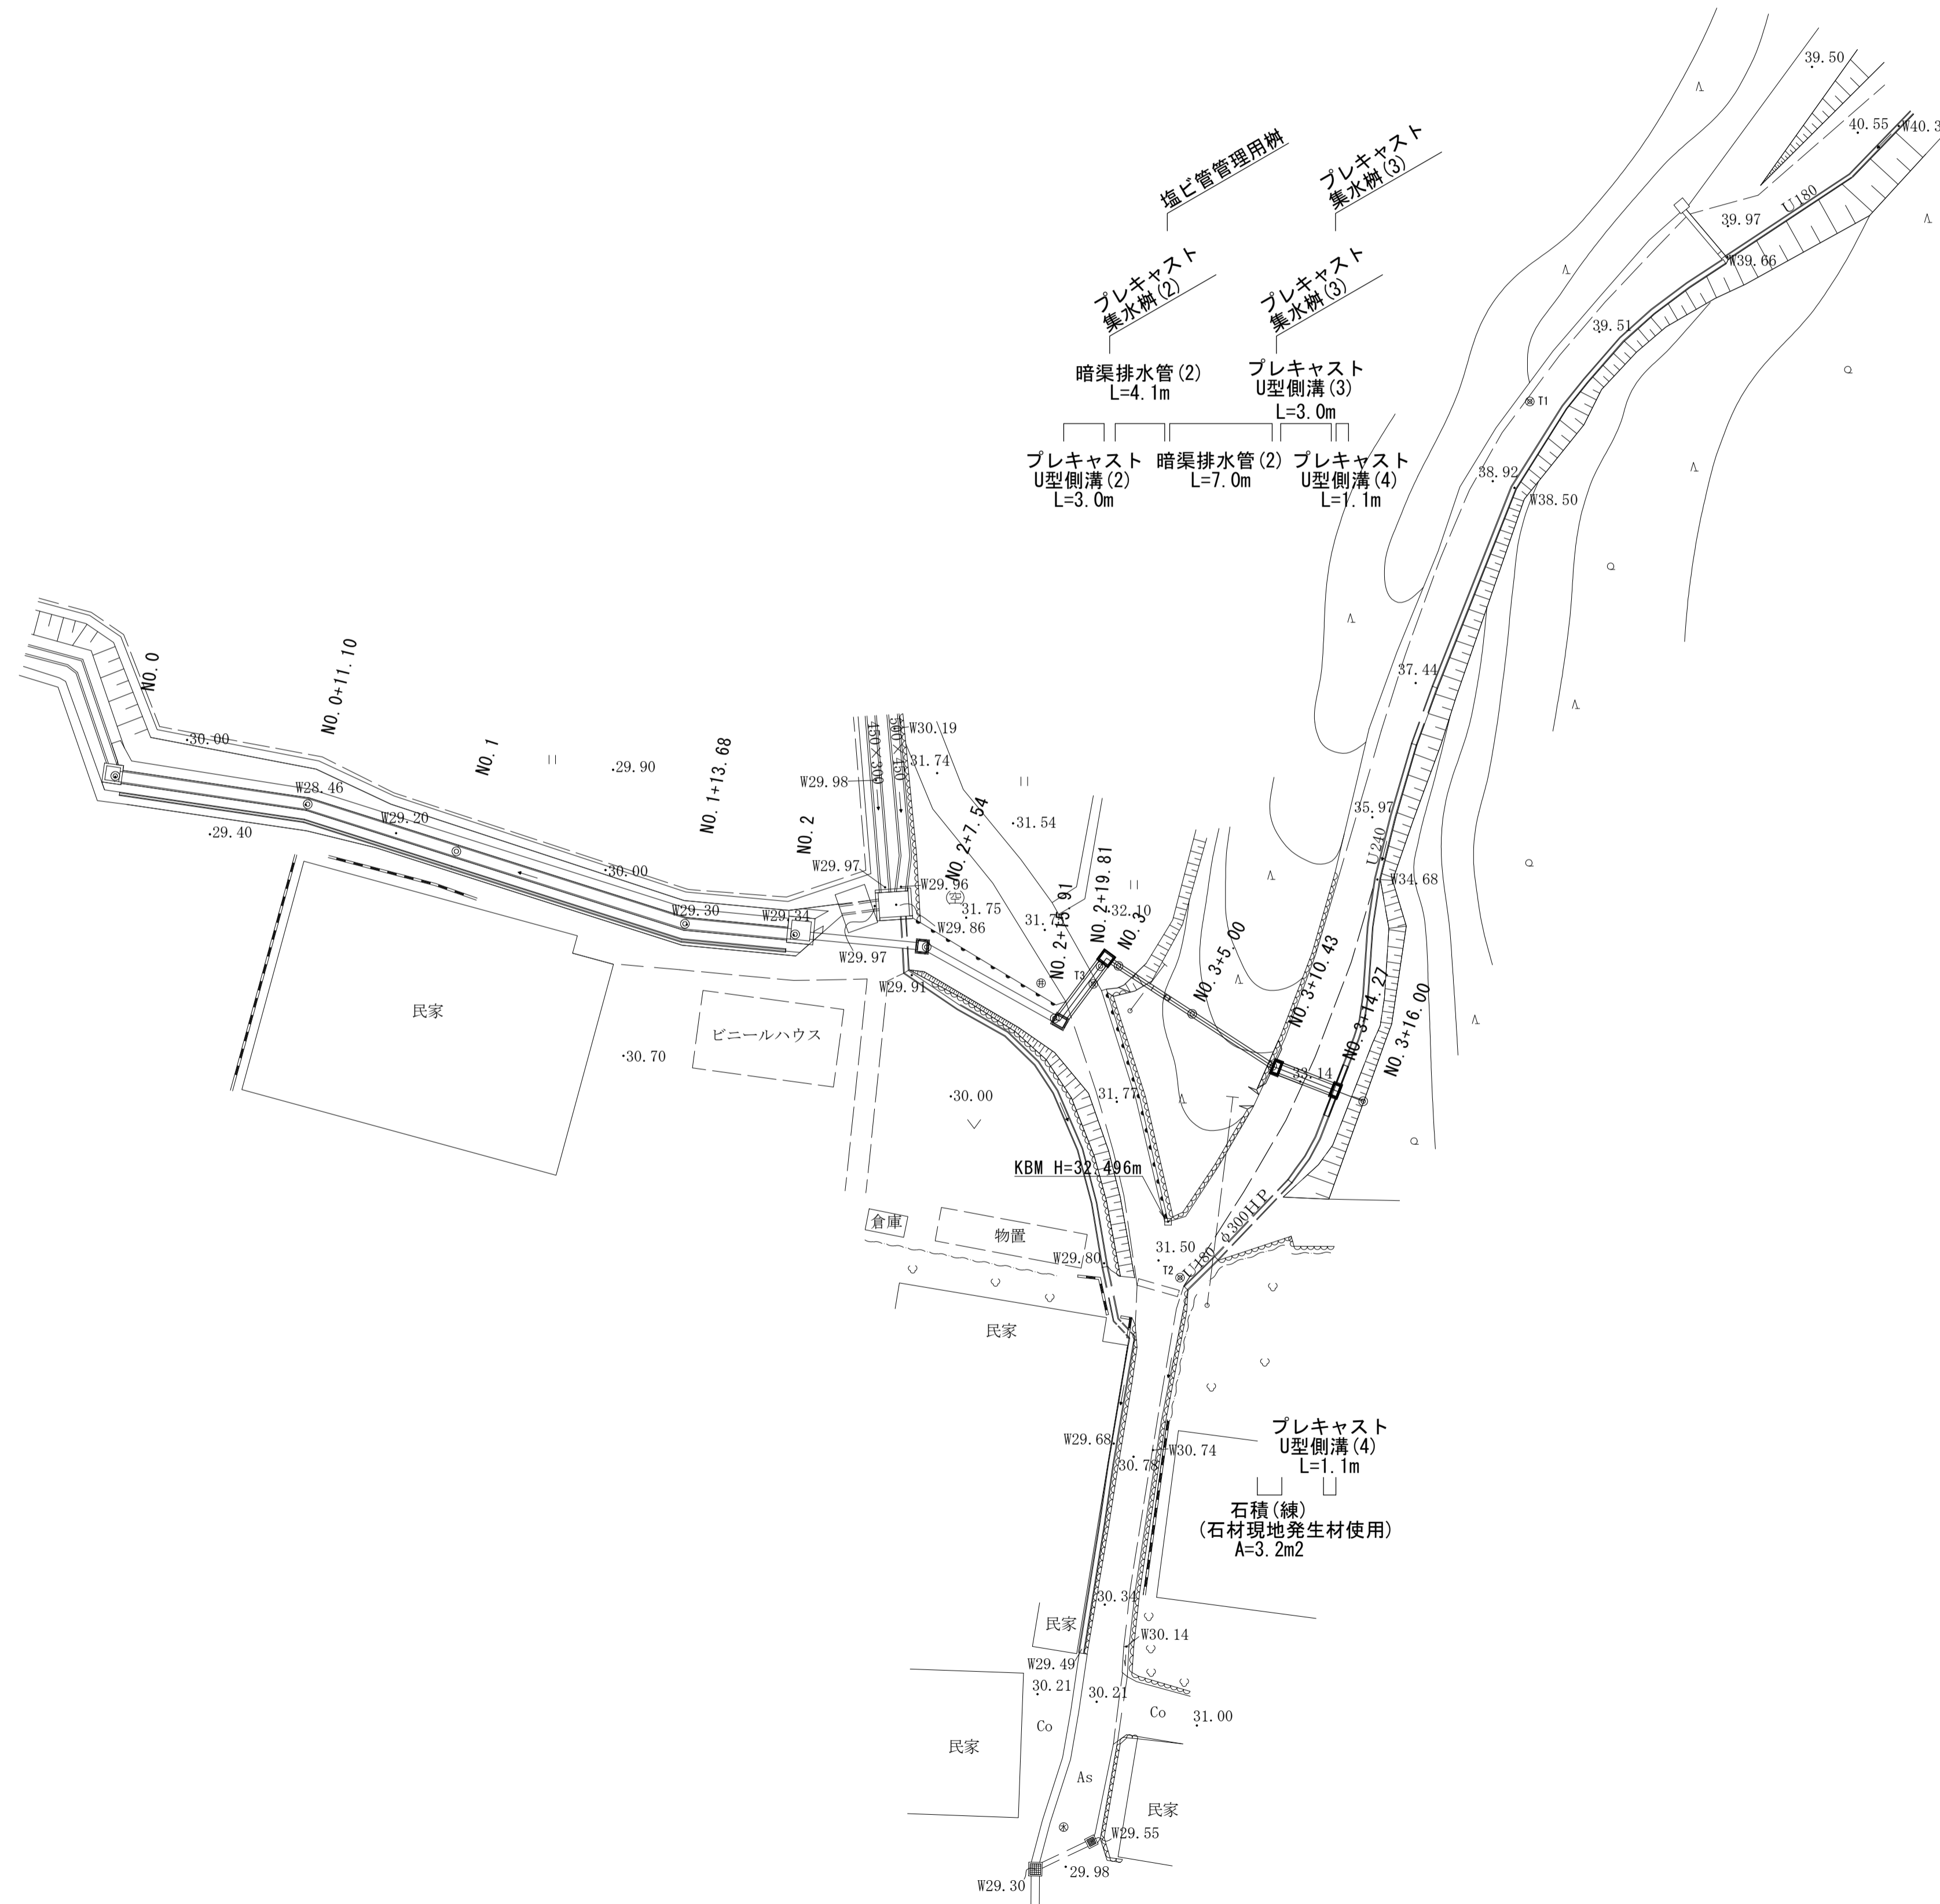 39.50
40.55
W40.3
U180
39.97
W39.66
39.51
塩ビ管管理用桝
プレキャスト
集水桝(3)
プレキャスト
集水桝(2)
プレキャスト
集水桝(3)
暗渠排水管(2)
L=4.1m
プレキャスト
U型側溝(3)
L=3.0m
プレキャスト
U型側溝(2)
L=3.0m
暗渠排水管(2)
L=7.0m
プレキャスト
U型側溝(4)
L=1.1m
T1
38.92
W38.50
37.44
NO.0
NO.0+11.10
NO.1
NO.1+13.68
NO.2
NO.2+7.54
NO.2+15.91
NO.2+19.81
NO.3
NO.3+5.00
NO.3+10.43
NO.3+14.27
NO.3+16.00
30.00
29.90
W28.46
W29.20
29.40
30.00
W29.30
W29.34
W29.98
450×300
500×450
W30.19
31.74
31.54
W29.97
W29.96
31.75
W29.86
W29.97
W29.91
32.10
T3
35.97
U240
W34.68
33.14
民家
ビニールハウス
30.70
30.00
31.77
KBM H=32.496m
倉庫
物置
W29.80
31.50
T2
U180
φ300HP
民家
W29.68
W30.74
30.78
プレキャスト
U型側溝(4)
L=1.1m
石積(練)
(石材現地発生材使用)
A=3.2m2
30.34
民家
W30.14
W29.49
30.21
30.21
Co
Co
31.00
民家
As
民家
W29.55
29.98
W29.30